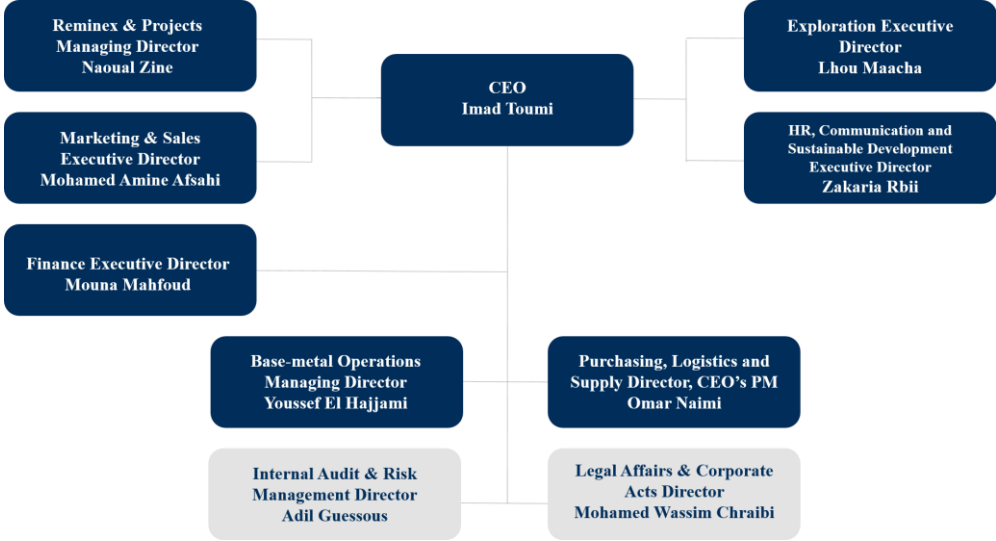 Reminex & Projects
Managing Director
Naoual Zine
CEO
Imad Toumi
Exploration Executive
Director
Lhou Maacha
Marketing & Sales
Executive Director
Mohamed Amine Afsahi
HR, Communication and
Sustainable Development
Executive Director
Zakaria Rbii
Finance Executive Director
Mouna Mahfoud
Base-metal Operations
Managing Director
Youssef El Hajjami
Purchasing, Logistics and
Supply Director, CEO’s PM
Omar Naimi
Internal Audit & Risk
Management Director
Adil Guessous
Legal Affairs & Corporate
Acts Director
Mohamed Wassim Chraibi